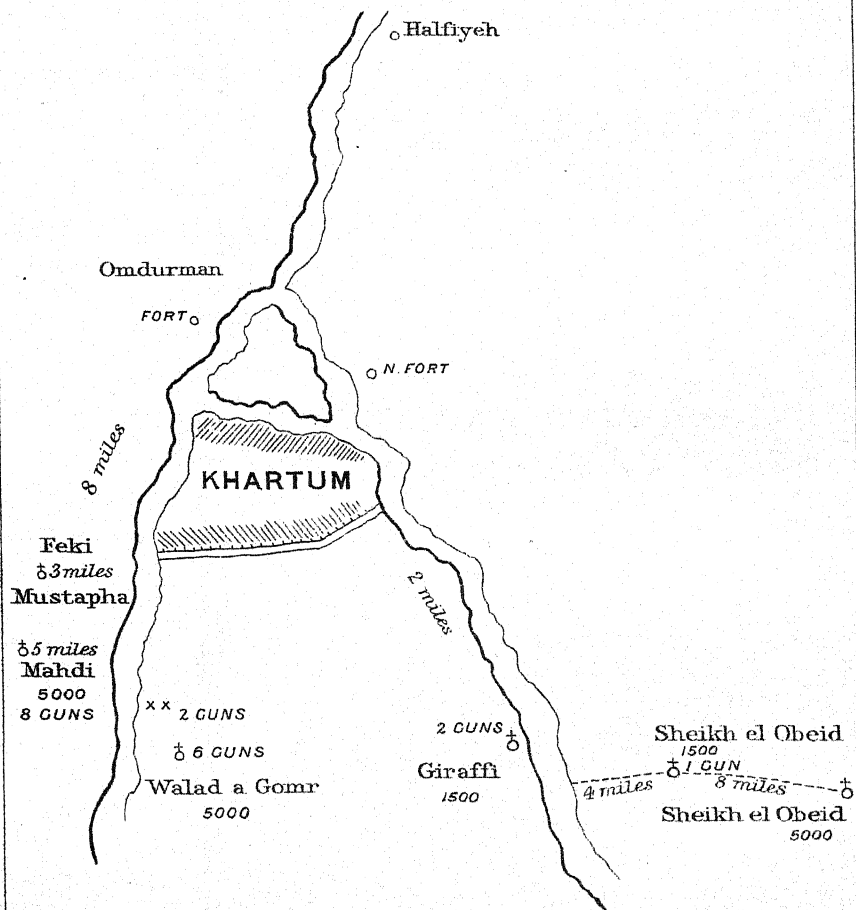 Halfiyeh
Omdurman
FORT
N. FORT
8 miles
KHARTUM
Feki
3 miles
Mustapha
2 miles
5 miles
Mahdi
5000
8 GUNS
x x 2 GUNS
6 GUNS
Walad a Gomr
5000
2 GUNS
Giraffi
1500
Sheikh el Obeid
1500
1 GUN
4 miles
8 miles
Sheikh el Obeid
5000